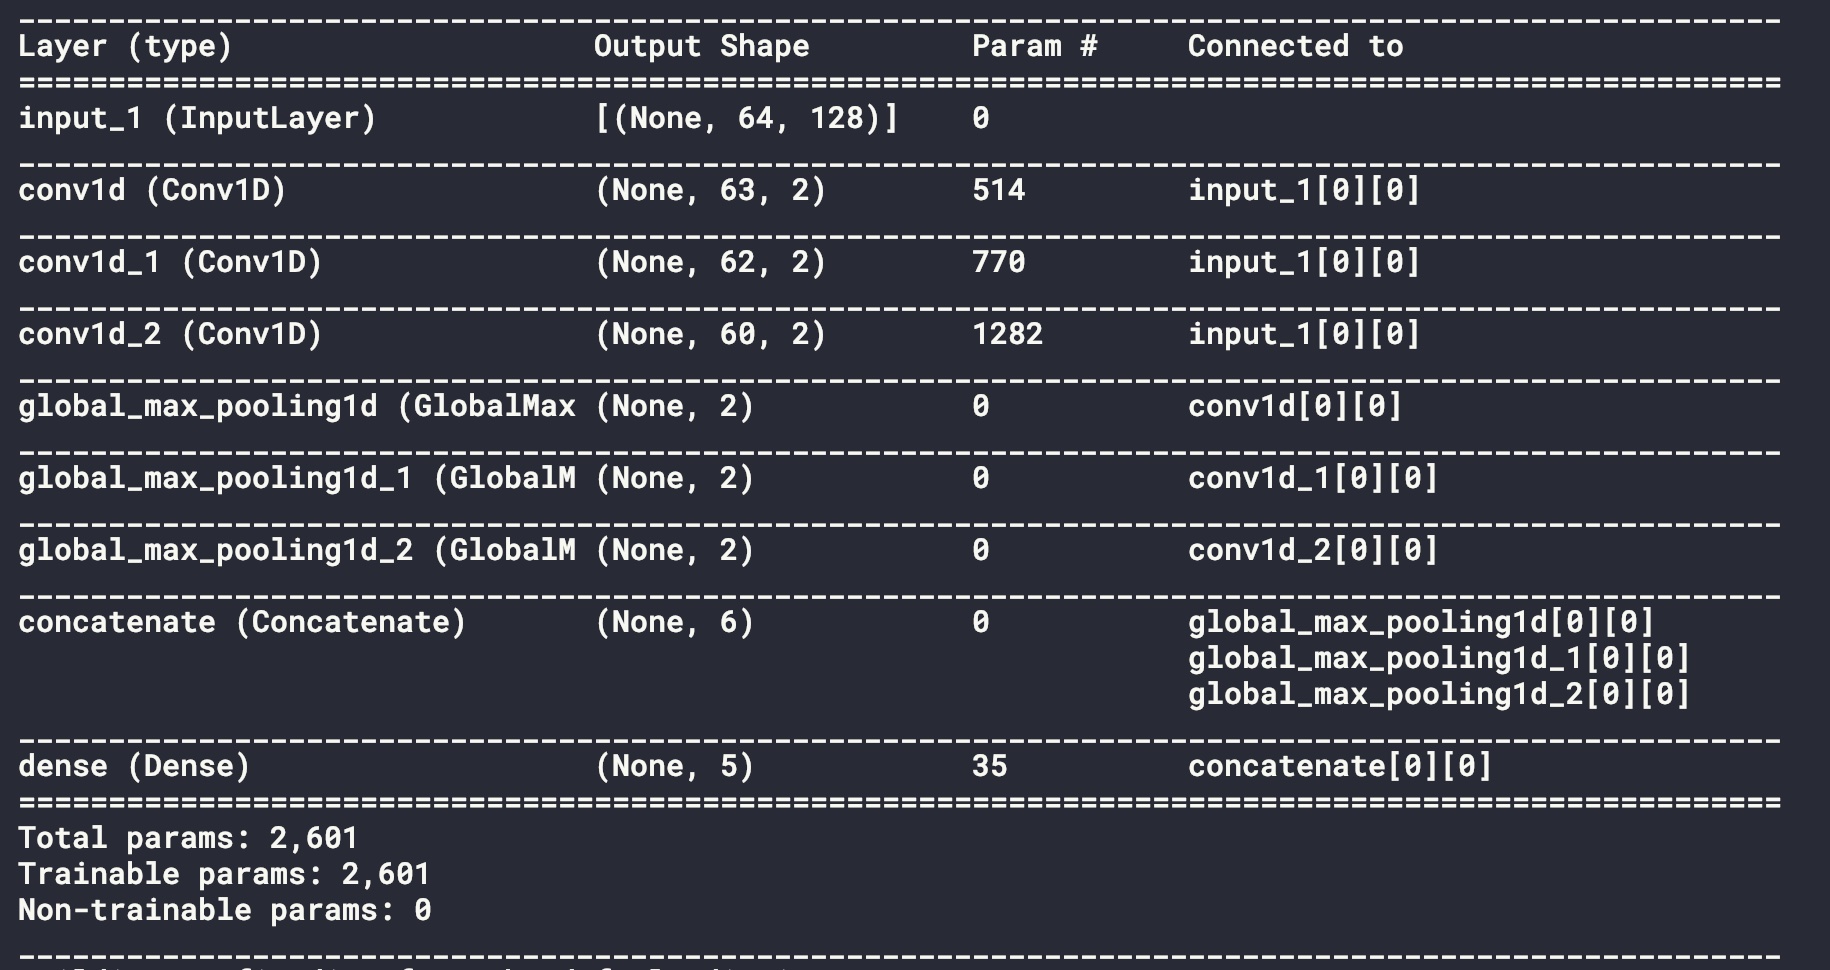 Layer (type) Output Shape Param # Connected to
input_1 (InputLayer) [(None, 64, 128)] 0
conv1d (Conv1D) (None, 63, 2) 514 input_1[0][0]
conv1d_1 (Conv1D) (None, 62, 2) 770 input_1[0][0]
conv1d_2 (Conv1D) (None, 60, 2) 1282 input_1[0][0]
global_max_pooling1d (GlobalMax (None, 2) 0 conv1d[0][0]
global_max_pooling1d_1 (GlobalM (None, 2) 0 conv1d_1[0][0]
global_max_pooling1d_2 (GlobalM (None, 2) 0 conv1d_2[0][0]
concatenate (Concatenate) (None, 6) 0 global_max_pooling1d[0][0]
global_max_pooling1d_1[0][0]
global_max_pooling1d_2[0][0]
dense (Dense) (None, 5) 35 concatenate[0][0]
Total params: 2,601
Trainable params: 2,601
Non-trainable params: 0